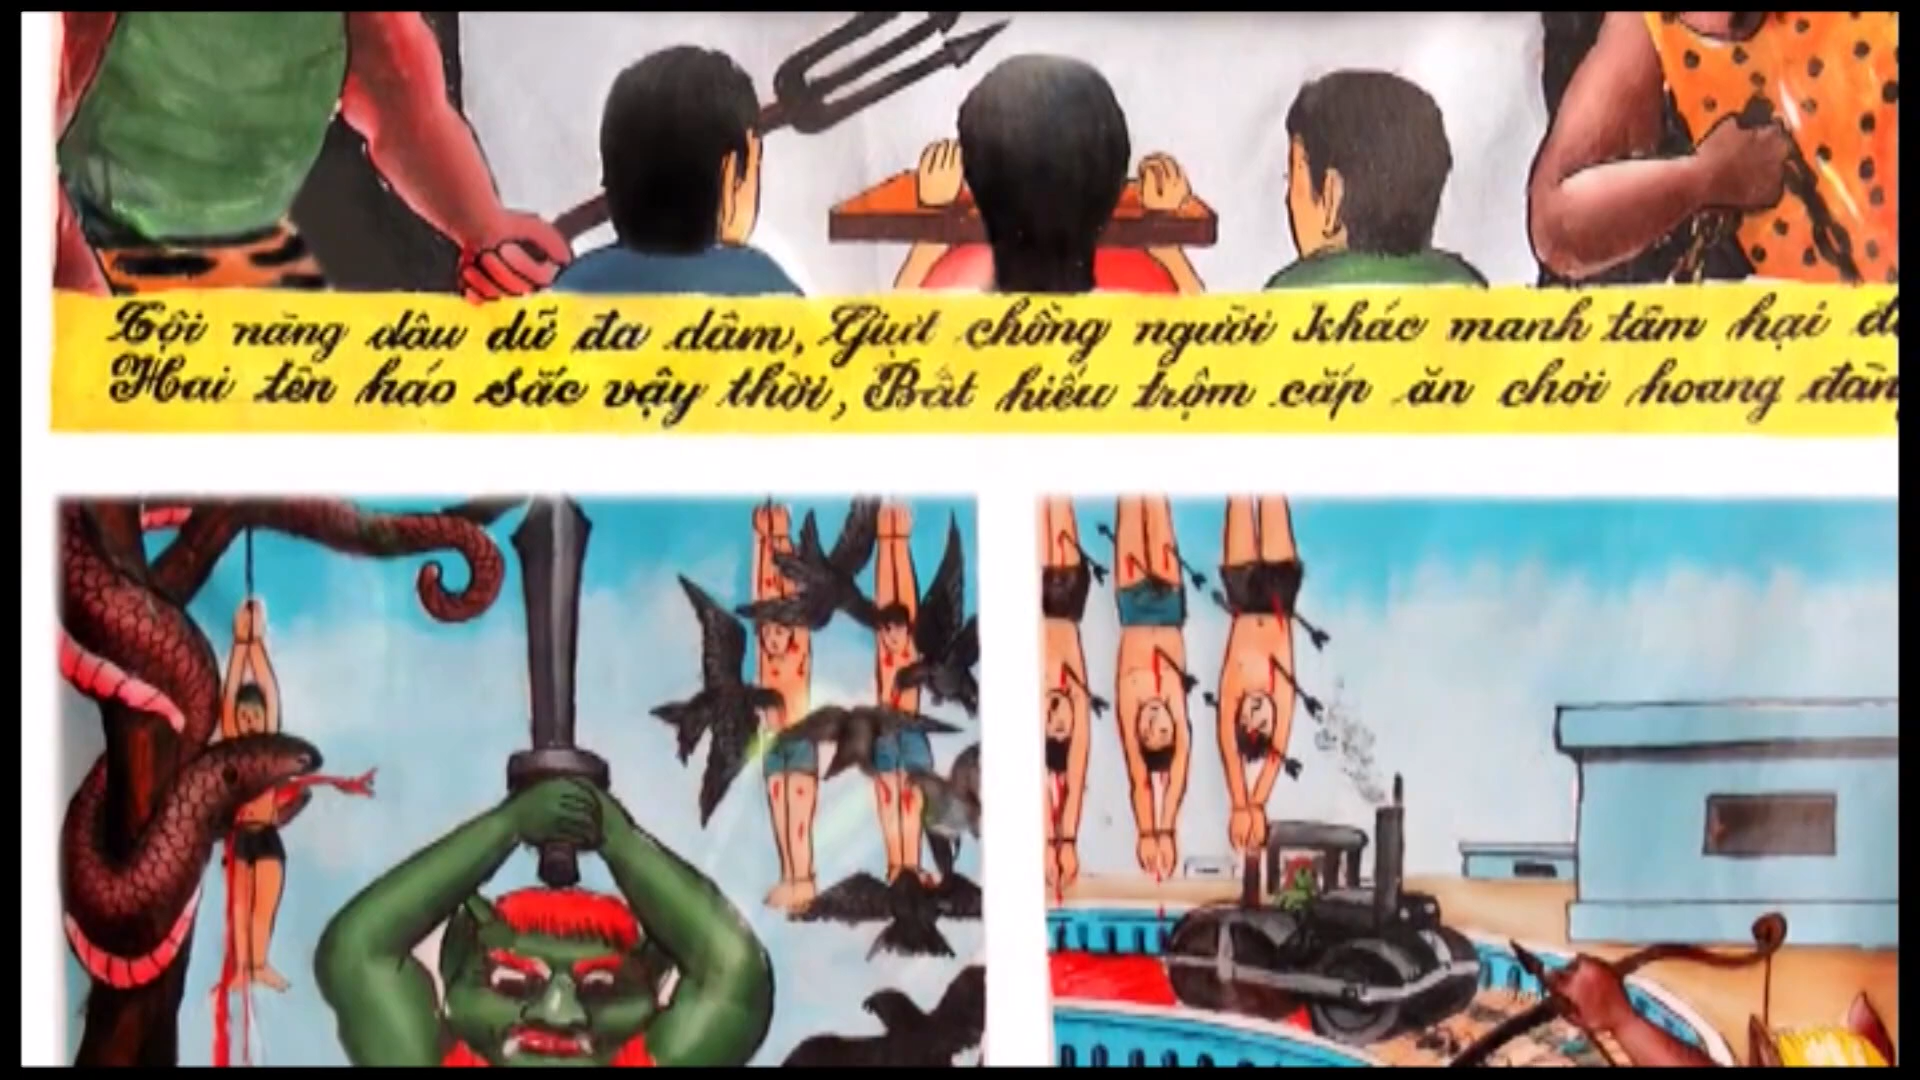 Tội nàng dâu dữ đa dâm, Giựt chồng người khác manh tâm hại
Hai tên háo sắc vậy thời, Bất hiếu trộm cắp ăn chơi hoang đàng